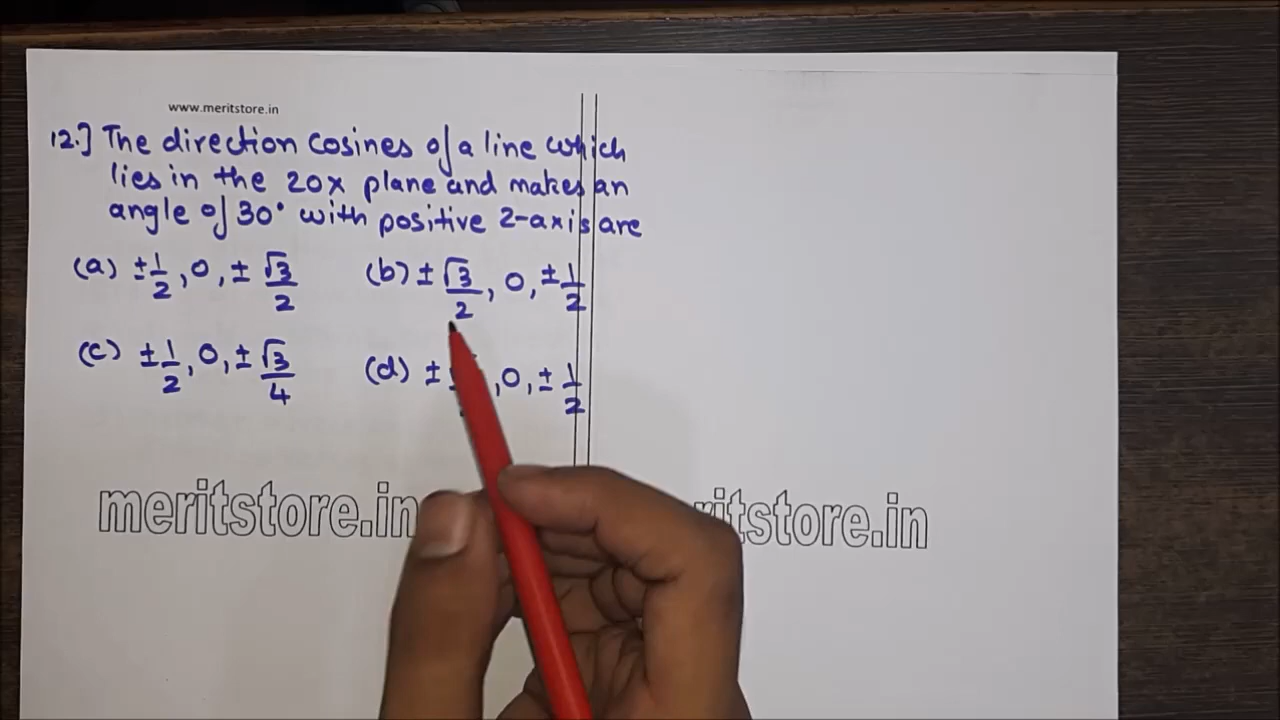 www.meritstore.in
12.] The direction cosines of a line which
lies in the zox plane and makes an
angle of 30° with positive z-axis are
(a) ±1/2, 0, ±√3/2 (b) ±√3/2, 0, ±1/2
(c) ±1/2, 0, ±√3/4 (d) ± , 0, ±1/2
meritstore.in ritstore.in